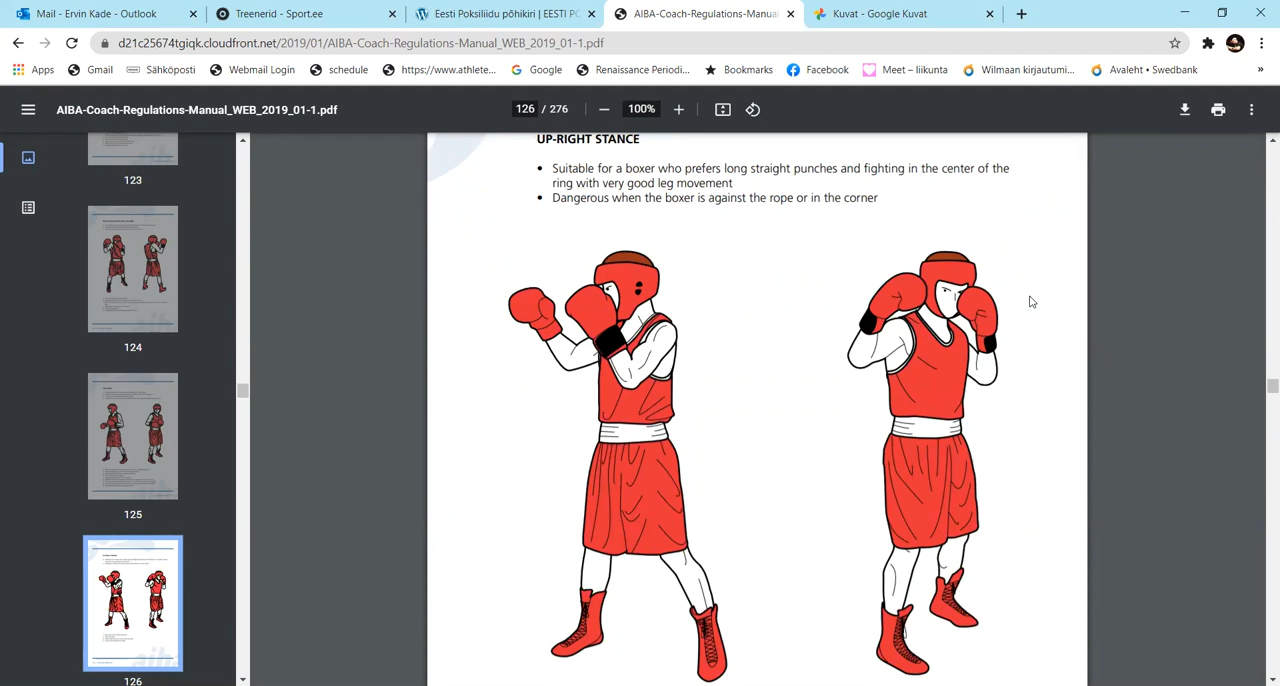 Mail - Ervin Kade - Outlook
Treenerid - Sport.ee
Eesti Poksiliidu põhikiri | EESTI PO
AIBA-Coach-Regulations-Manual
Kuvat - Google Kuvat
d21c25674tgiqk.cloudfront.net/2019/01/AIBA-Coach-Regulations-Manual_WEB_2019_01-1.pdf
Apps
Gmail
Sähköposti
Webmail Login
schedule
https://www.athlete...
Google
Renaissance Periodi...
Bookmarks
Facebook
Meet – liikunta
Wilmaan kirjautumi...
Avaleht • Swedbank
»
AIBA-Coach-Regulations-Manual_WEB_2019_01-1.pdf
126 / 276
100%
123
124
125
126
UP-RIGHT STANCE
• Suitable for a boxer who prefers long straight punches and fighting in the center of the
ring with very good leg movement
• Dangerous when the boxer is against the rope or in the corner